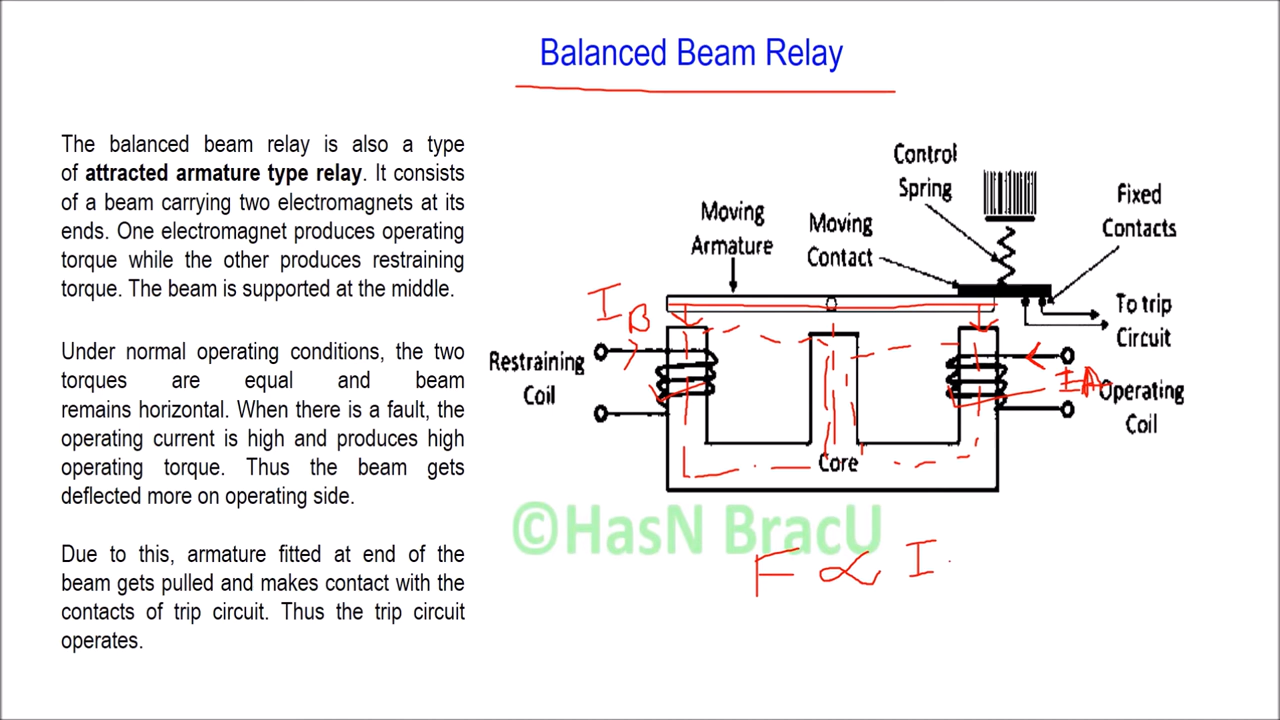 Balanced Beam Relay
The balanced beam relay is also a type
of attracted armature type relay. It consists
of a beam carrying two electromagnets at its
ends. One electromagnet produces operating
torque while the other produces restraining
torque. The beam is supported at the middle.
Under normal operating conditions, the two
torques are equal and beam
remains horizontal. When there is a fault, the
operating current is high and produces high
operating torque. Thus the beam gets
deflected more on operating side.
Due to this, armature fitted at end of the
beam gets pulled and makes contact with the
contacts of trip circuit. Thus the trip circuit
operates.
Control
Spring
Moving
Armature
Moving
Contact
Fixed
Contacts
To trip
Circuit
I_B
Restraining
Coil
I_A
Operating
Coil
Core
©HasN BracU
F ∝ I